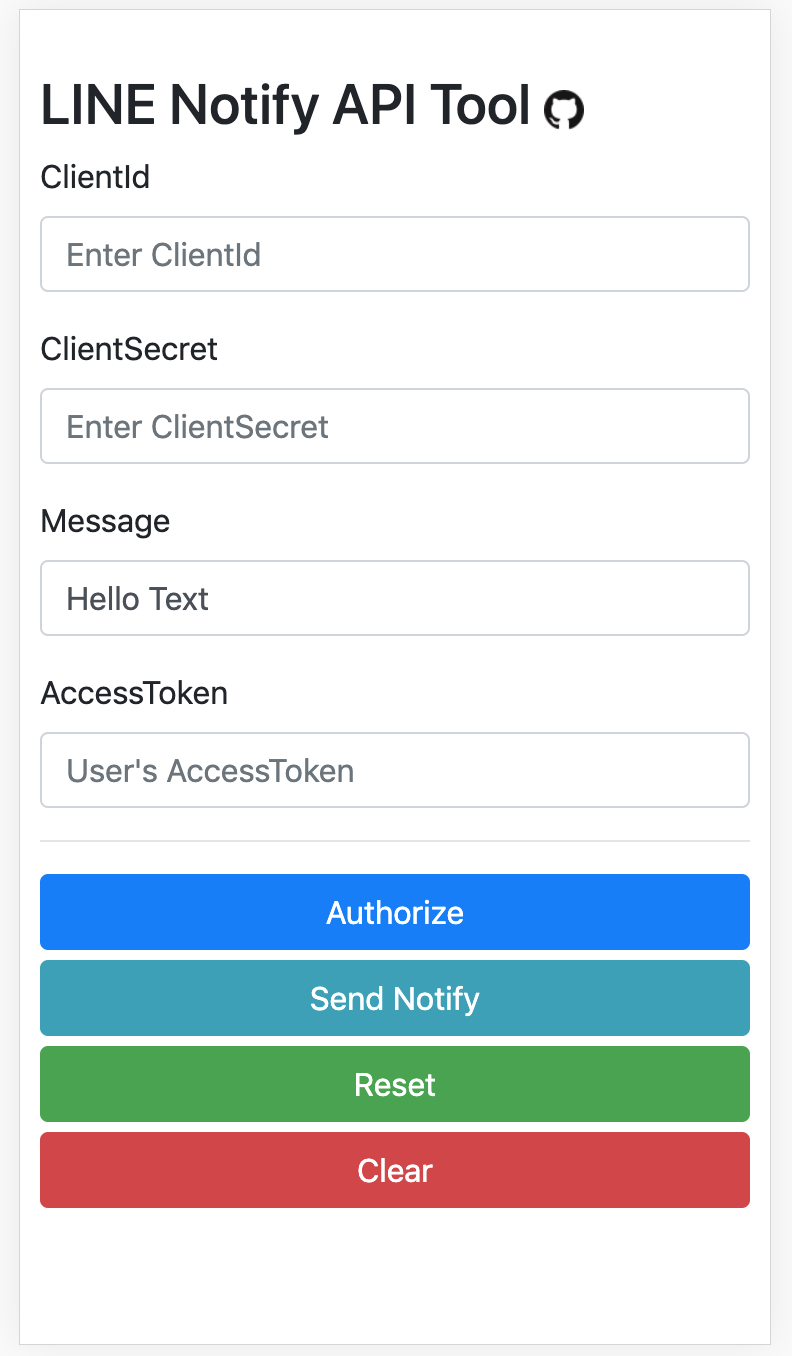 LINE Notify API Tool
ClientId
Enter ClientId
ClientSecret
Enter ClientSecret
Message
Hello Text
AccessToken
User's AccessToken
Authorize
Send Notify
Reset
Clear